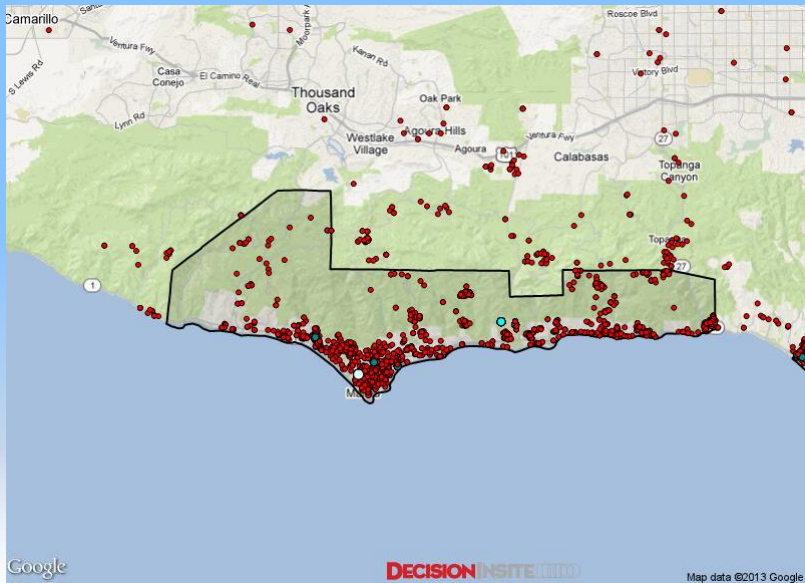 Camarillo
Ventura Fwy
Moorpark
Roscoe Blvd
S Lewis Rd
Casa
Conejo
El Camino Real
Kanan Rd
Victory Blvd
Thousand
Oaks
Oak Park
Lynn Rd
Westlake
Village
Agoura Hills
Agoura
101
Ventura Fwy
27
Calabasas
Topanga
Canyon
27
1
Google
DECISIONINSITE
Map data ©2013 Google